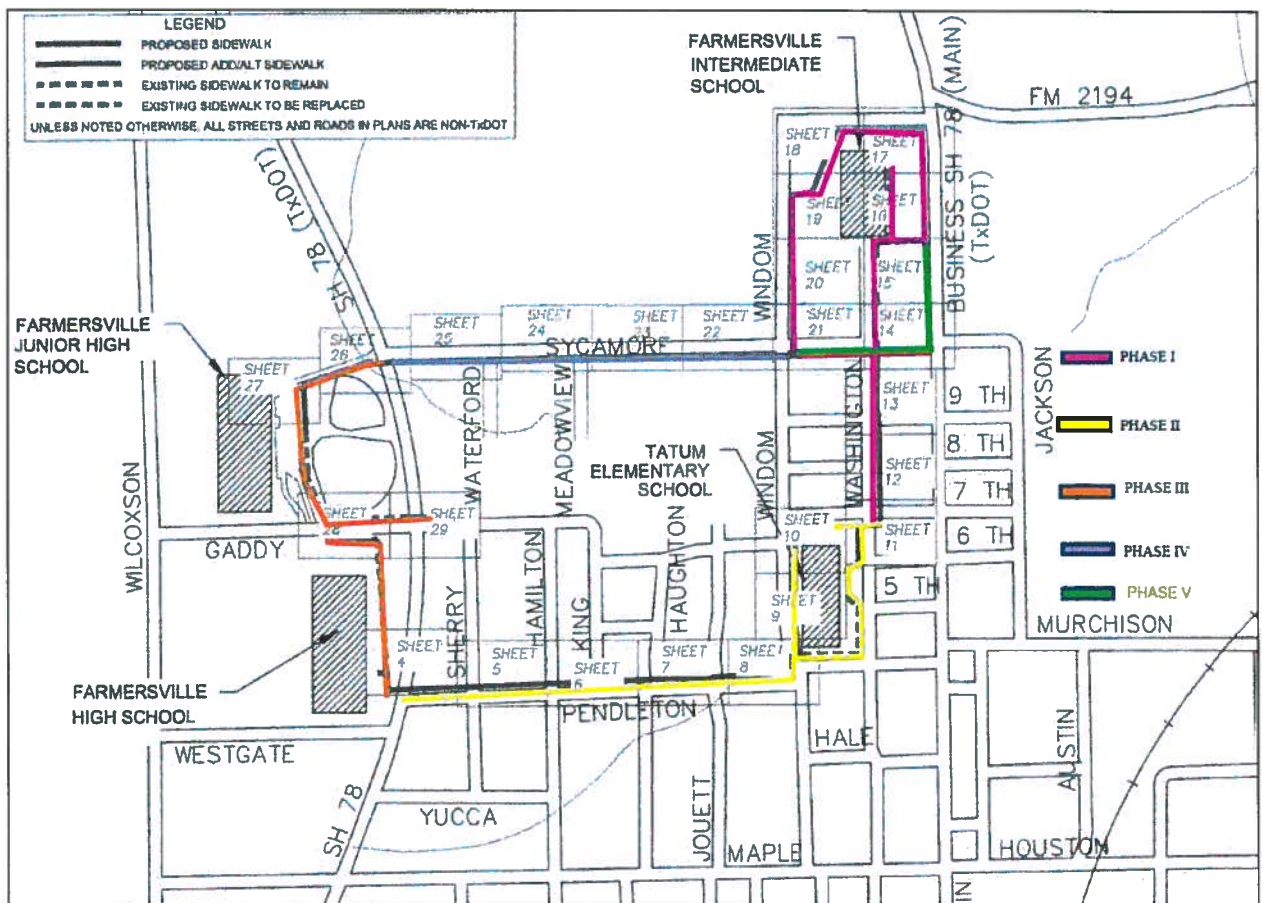 LEGEND
PROPOSED SIDEWALK
PROPOSED ADD/ALT SIDEWALK
EXISTING SIDEWALK TO REMAIN
EXISTING SIDEWALK TO BE REPLACED
UNLESS NOTED OTHERWISE, ALL STREETS AND ROADS IN PLANS ARE NON-TxDOT
FARMERSVILLE
INTERMEDIATE
SCHOOL
FM 2194
BUSINESS SH 78 (MAIN)
(TxDOT)
SH 78 (TxDOT)
SHEET
18
SHEET
17
SHEET
19
SHEET
16
WINDOM
SHEET
20
SHEET
15
SHEET
21
SHEET
14
SHEET
22
SHEET
23
SHEET
24
SHEET
25
SHEET
26
SHEET
27
SYCAMORE
FARMERSVILLE
JUNIOR HIGH
SCHOOL
JACKSON
PHASE I
PHASE II
PHASE III
PHASE IV
PHASE V
SHEET
13
9 TH
8 TH
7 TH
6 TH
5 TH
SHEET
12
SHEET
11
WASHINGTON
WINDOM
TATUM
ELEMENTARY
SCHOOL
WATERFORD
MEADOWVIEW
WILCOXSON
GADDY
SHEET
28
SHEET
29
SHEET
10
SHEET
9
SHERRY
HAMILTON
KING
HAUGHTON
MURCHISON
SHEET
4
SHEET
5
SHEET
6
SHEET
7
SHEET
8
FARMERSVILLE
HIGH SCHOOL
PENDLETON
WESTGATE
HALE
AUSTIN
SH 78
YUCCA
JOUETT
MAPLE
HOUSTON
IN